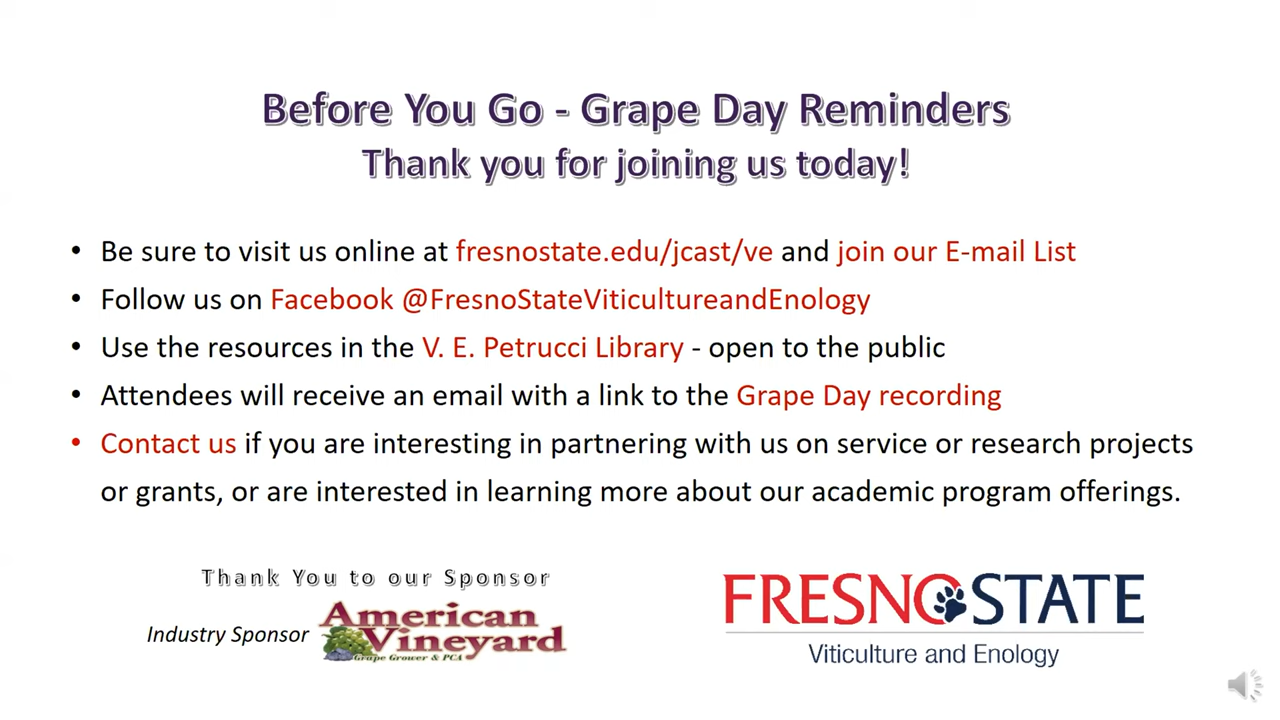 Before You Go - Grape Day Reminders
Thank you for joining us today!
• Be sure to visit us online at fresnostate.edu/jcast/ve and join our E-mail List
• Follow us on Facebook @FresnoStateViticultureandEnology
• Use the resources in the V. E. Petrucci Library - open to the public
• Attendees will receive an email with a link to the Grape Day recording
• Contact us if you are interesting in partnering with us on service or research projects
or grants, or are interested in learning more about our academic program offerings.
Thank You to our Sponsor
Industry Sponsor
American
Vineyard
Grape Grower & PCA
FRESNO STATE
Viticulture and Enology